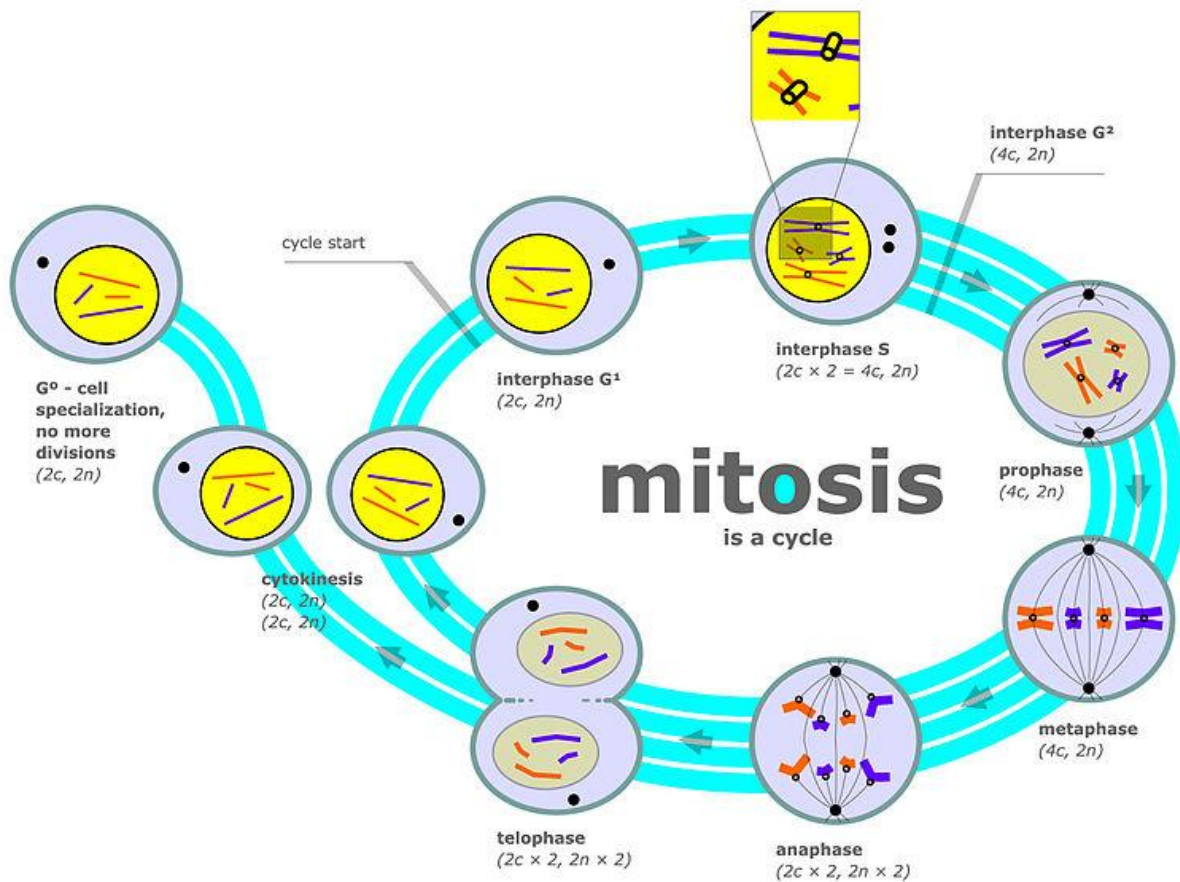 interphase G²
(4c, 2n)
cycle start
interphase G¹
(2c, 2n)
interphase S
(2c × 2 = 4c, 2n)
G⁰ - cell
specialization,
no more
divisions
(2c, 2n)
mitosis
is a cycle
prophase
(4c, 2n)
cytokinesis
(2c, 2n)
(2c, 2n)
metaphase
(4c, 2n)
telophase
(2c × 2, 2n × 2)
anaphase
(2c × 2, 2n × 2)